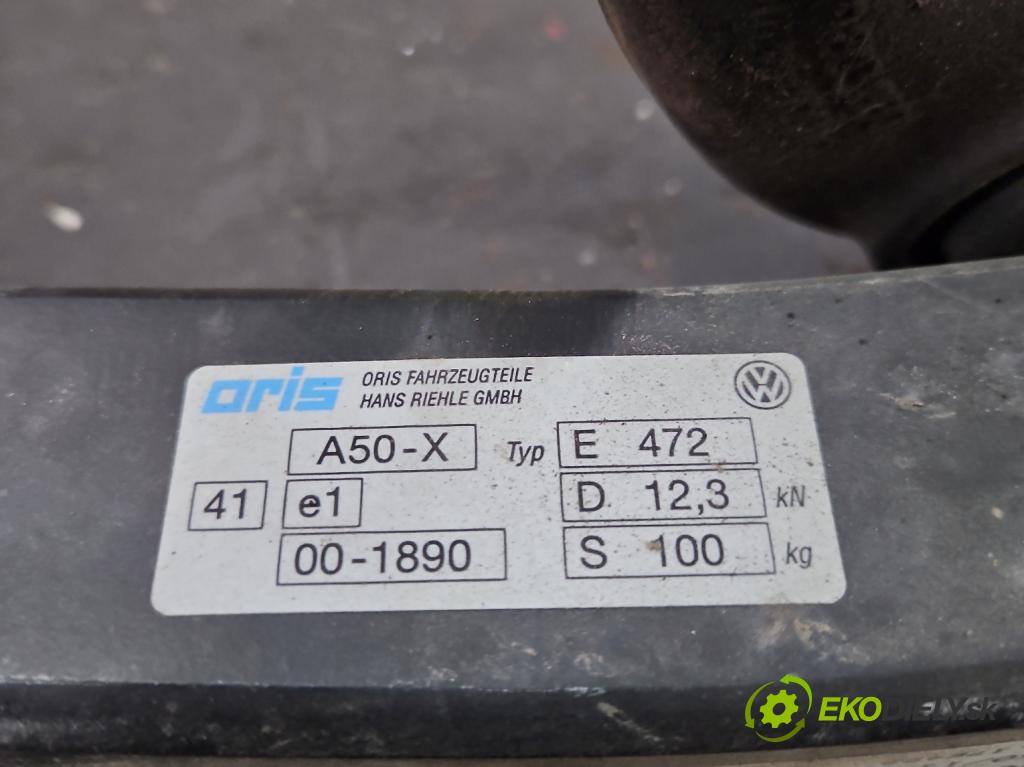 oris ORIS FAHRZEUGTEILE
HANS RIEHLE GMBH
A50-X Typ E 472
41 e1 D 12,3 kN
00-1890 S 100 kg
EKODIELY.sk